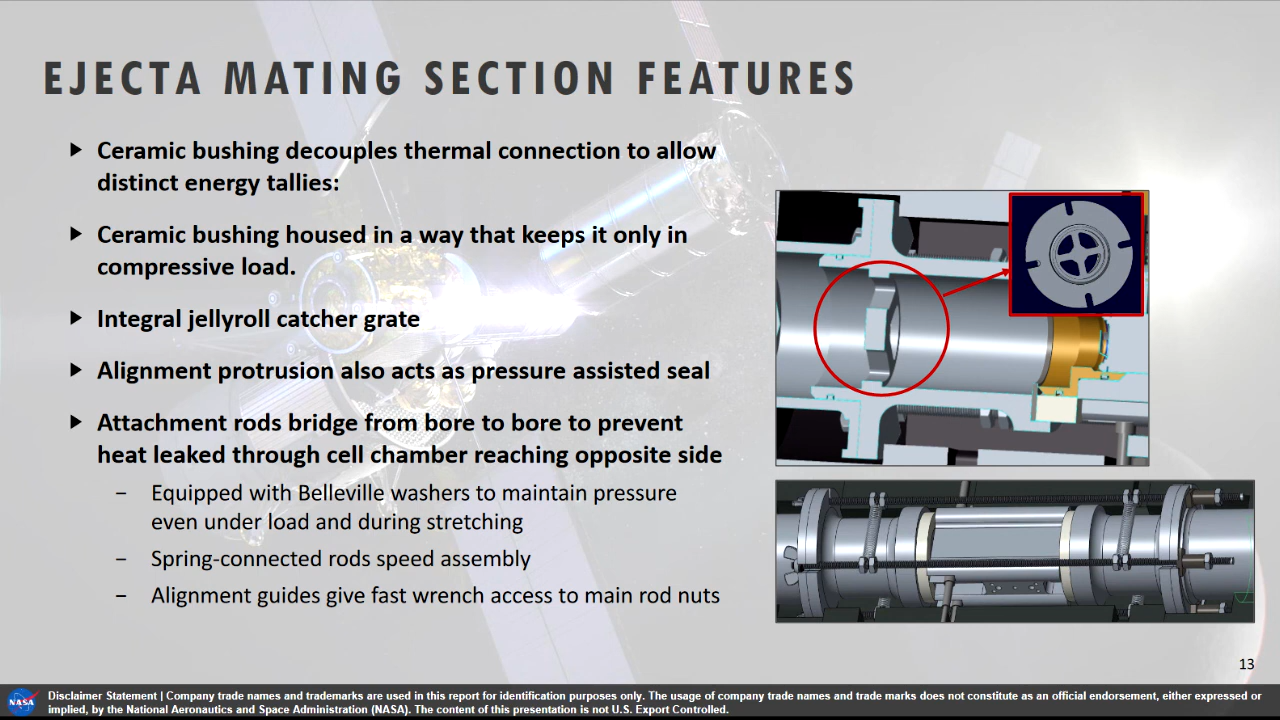 EJECTA MATING SECTION FEATURES
Ceramic bushing decouples thermal connection to allow
distinct energy tallies:
Ceramic bushing housed in a way that keeps it only in
compressive load.
Integral jellyroll catcher grate
Alignment protrusion also acts as pressure assisted seal
Attachment rods bridge from bore to bore to prevent
heat leaked through cell chamber reaching opposite side
– Equipped with Belleville washers to maintain pressure
even under load and during stretching
– Spring-connected rods speed assembly
– Alignment guides give fast wrench access to main rod nuts
13
NASA
Disclaimer Statement | Company trade names and trademarks are used in this report for identification purposes only. The usage of company trade names and trade marks does not constitute as an official endorsement, either expressed or
implied, by the National Aeronautics and Space Administration (NASA). The content of this presentation is not U.S. Export Controlled.